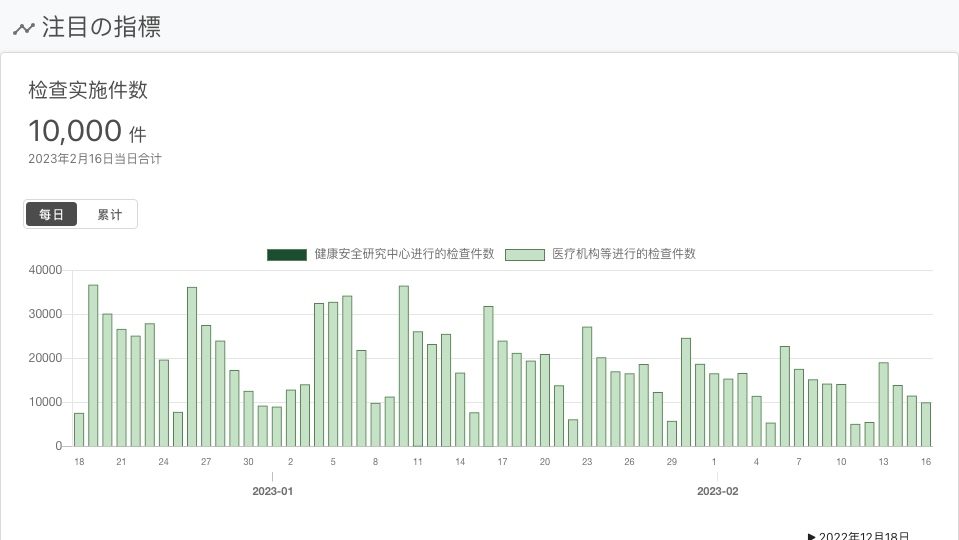 注目の指標
检查实施件数
10,000 件
2023年2月16日当日合计
每日 累计
健康安全研究中心进行的检查件数 医疗机构等进行的检查件数
40000
30000
20000
10000
0
18 21 24 27 30 2 5 8 11 14 17 20 23 26 29 1 4 7 10 13 16
2023-01 2023-02
▶ 2022年12月18日